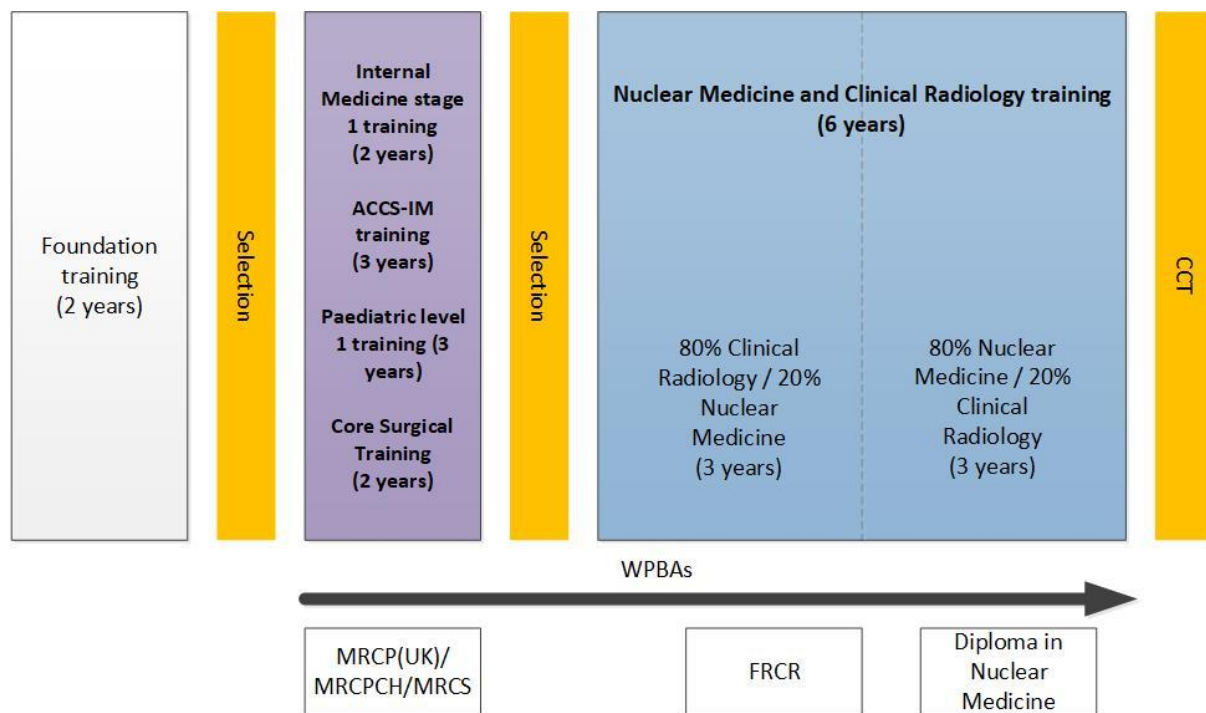 Foundation
training
(2 years)
Selection
Internal
Medicine stage
1 training
(2 years)
ACCS-IM
training
(3 years)
Paediatric level
1 training (3
years)
Core Surgical
Training
(2 years)
Selection
Nuclear Medicine and Clinical Radiology training
(6 years)
80% Clinical
Radiology / 20%
Nuclear
Medicine
(3 years)
80% Nuclear
Medicine / 20%
Clinical
Radiology
(3 years)
CCT
WPBAs
MRCP(UK)/
MRCPCH/MRCS
FRCR
Diploma in
Nuclear
Medicine